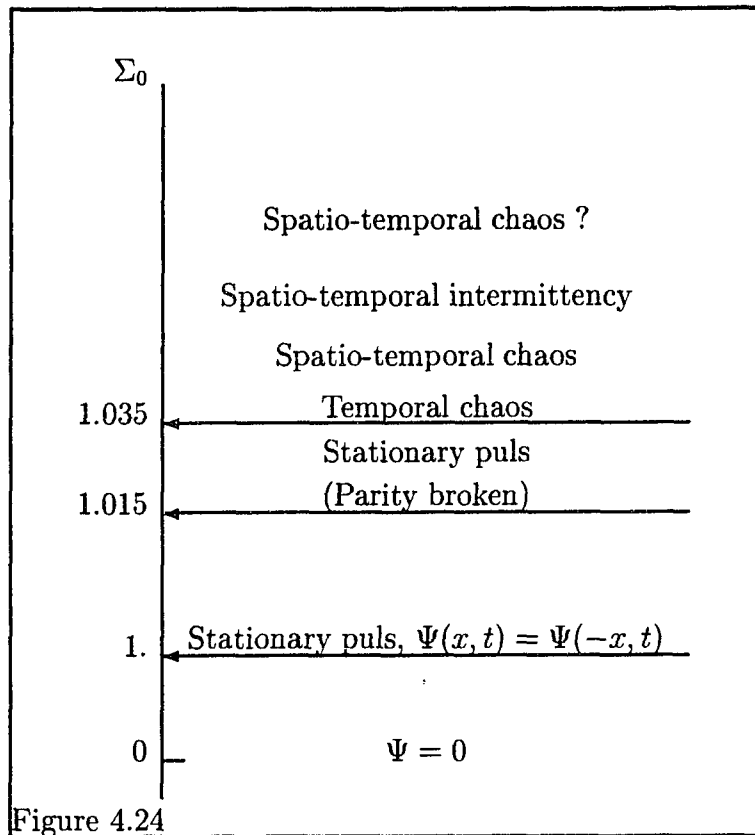 Σ₀
Spatio-temporal chaos ?
Spatio-temporal intermittency
Spatio-temporal chaos
1.035 Temporal chaos
Stationary puls
1.015 (Parity broken)
1. Stationary puls, Ψ(x, t) = Ψ(−x, t)
0 Ψ = 0
Figure 4.24